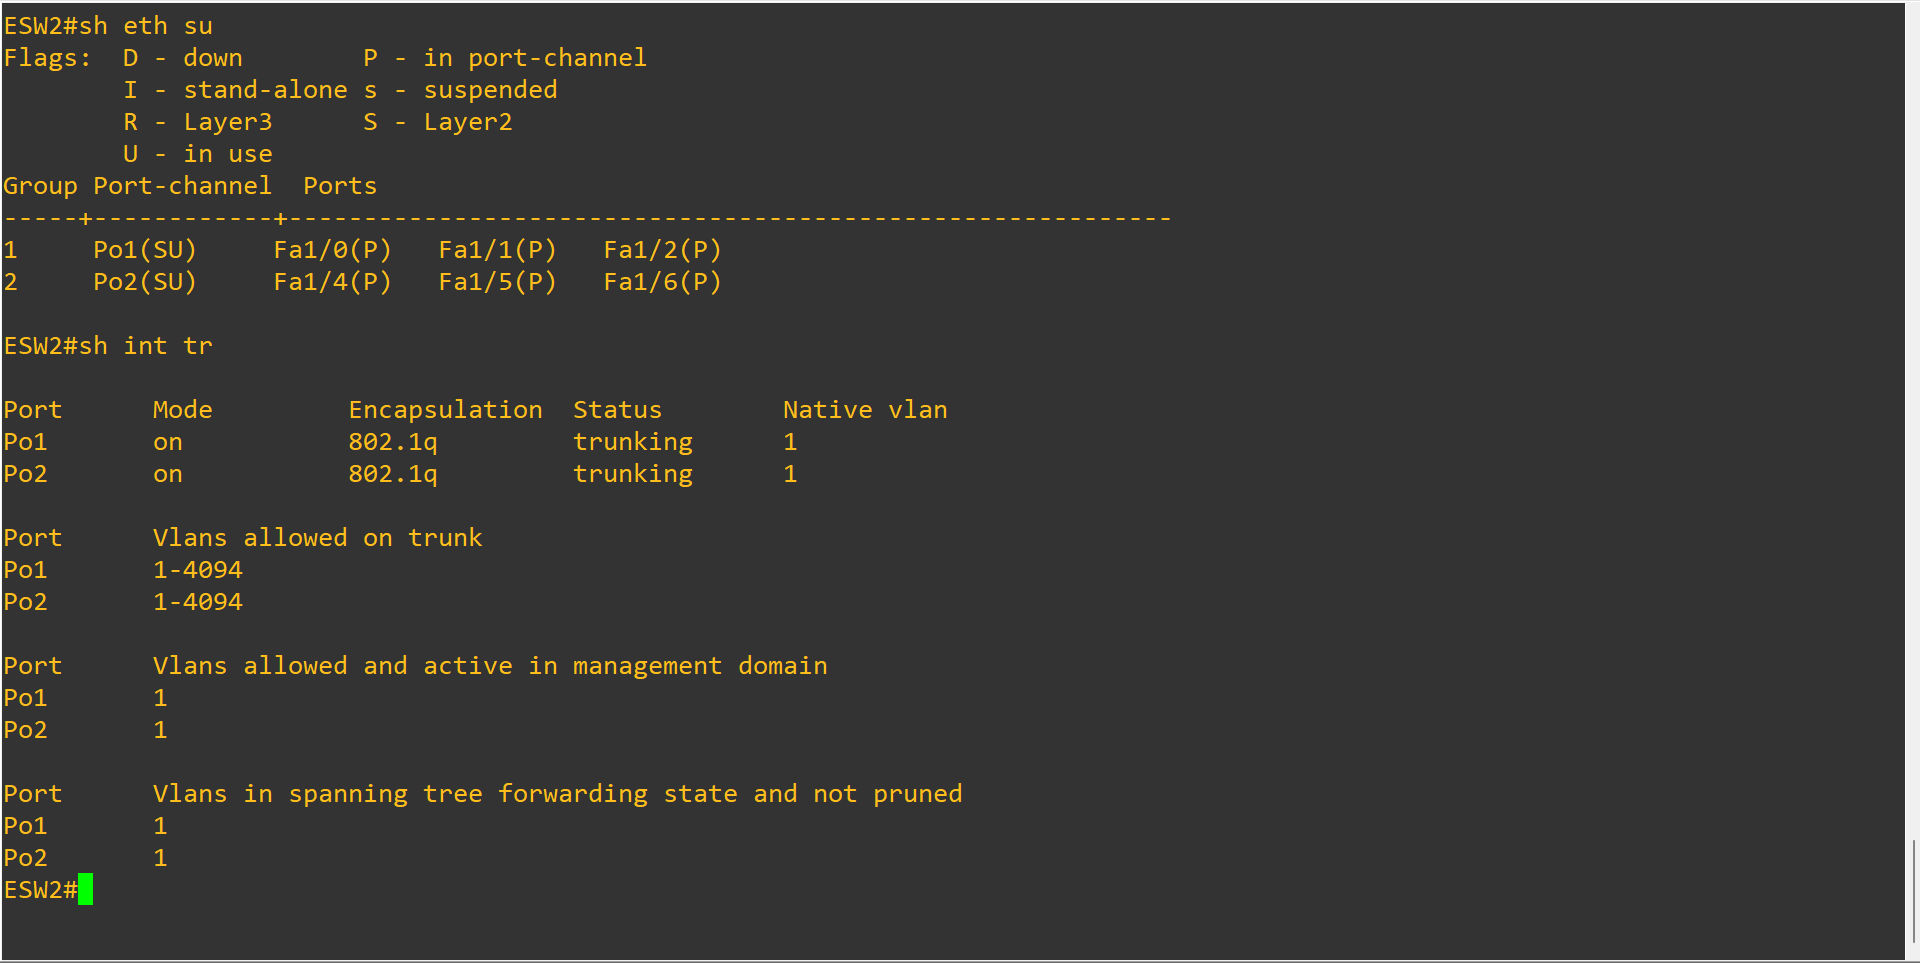 ESW2#sh eth su
Flags:  D - down        P - in port-channel
        I - stand-alone s - suspended
        R - Layer3      S - Layer2
        U - in use
Group Port-channel  Ports
-----+------------+-----------------------------------------------------------
1     Po1(SU)     Fa1/0(P)   Fa1/1(P)   Fa1/2(P)
2     Po2(SU)     Fa1/4(P)   Fa1/5(P)   Fa1/6(P)

ESW2#sh int tr

Port      Mode         Encapsulation  Status        Native vlan
Po1       on           802.1q         trunking      1
Po2       on           802.1q         trunking      1

Port      Vlans allowed on trunk
Po1       1-4094
Po2       1-4094

Port      Vlans allowed and active in management domain
Po1       1
Po2       1

Port      Vlans in spanning tree forwarding state and not pruned
Po1       1
Po2       1
ESW2#